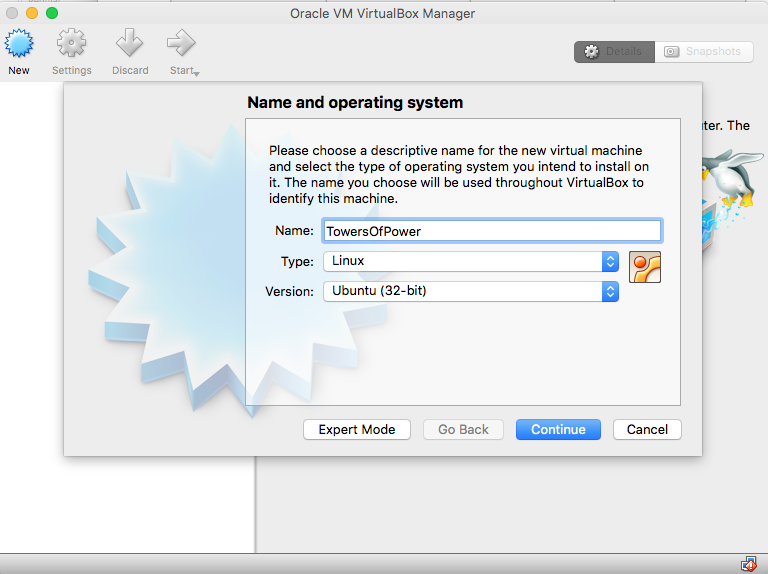 Oracle VM VirtualBox Manager
New
Settings
Discard
Start
Details
Snapshots
Name and operating system
Please choose a descriptive name for the new virtual machine
and select the type of operating system you intend to install on
it. The name you choose will be used throughout VirtualBox to
identify this machine.
Name: TowersOfPower
Type: Linux
Version: Ubuntu (32-bit)
Expert Mode
Go Back
Continue
Cancel
The